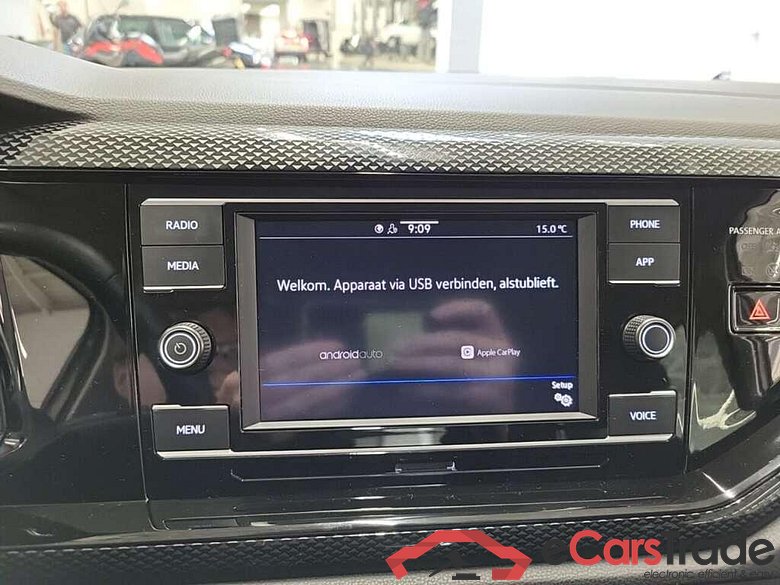 RADIO
9:09
15.0℃
PHONE
PASSENGER A
MEDIA
APP
Welkom. Apparaat via USB verbinden, alstublieft.
androidauto
Apple CarPlay
Setup
MENU
VOICE
eCarstrade
electronic, efficient & easy